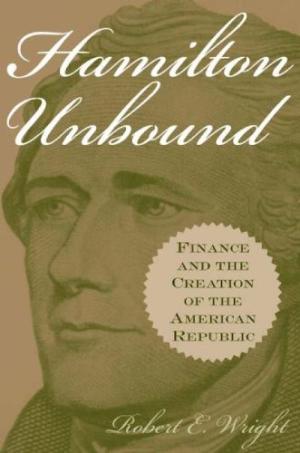 Hamilton
Unbound
Finance
and the
Creation
of the
American
Republic
Robert E. Wright